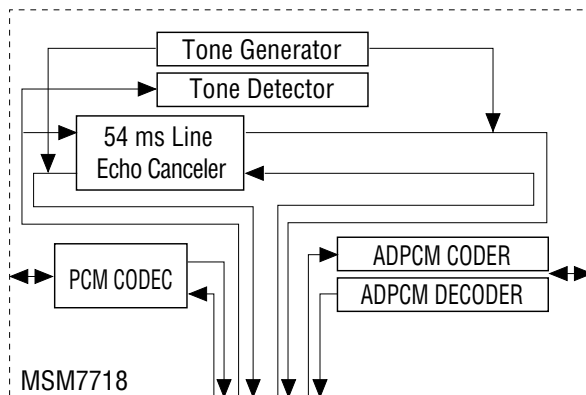 Tone Generator
Tone Detector
54 ms Line
Echo Canceler
PCM CODEC
ADPCM CODER
ADPCM DECODER
MSM7718